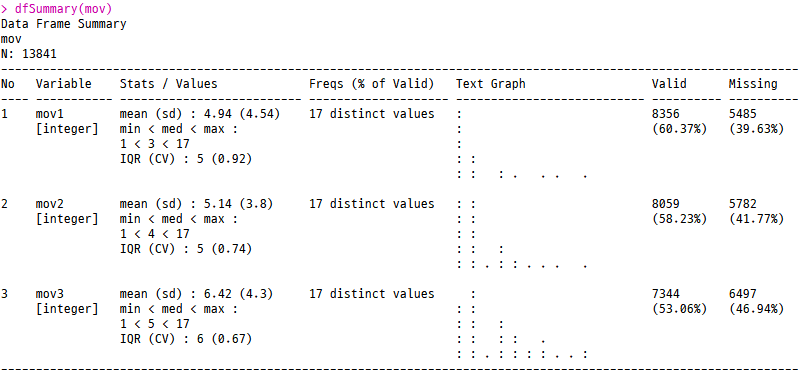 > dfSummary(mov)
Data Frame Summary
mov
N: 13841
--------------------------------------------------------------------------------------------------------------
No   Variable    Stats / Values            Freqs (% of Valid)   Text Graph                  Valid      Missing
---- ----------- ------------------------- -------------------- --------------------------- ---------- ----------
1    mov1        mean (sd) : 4.94 (4.54)   17 distinct values   :                           8356       5485
     [integer]   min < med < max :                              :                           (60.37%)   (39.63%)
                 1 < 3 < 17                                     :
                 IQR (CV) : 5 (0.92)                            : :
                                                                : :   : .   . .   .
2    mov2        mean (sd) : 5.14 (3.8)    17 distinct values   : :                         8059       5782
     [integer]   min < med < max :                              : :                         (58.23%)   (41.77%)
                 1 < 4 < 17                                     : :
                 IQR (CV) : 5 (0.74)                            : :   :
                                                                : : . : : . . .   .
3    mov3        mean (sd) : 6.42 (4.3)    17 distinct values     :                         7344       6497
     [integer]   min < med < max :                              : :                         (53.06%)   (46.94%)
                 1 < 5 < 17                                     : :   :
                 IQR (CV) : 6 (0.67)                            : :   : :   .
                                                                : : . : : : : . . :
--------------------------------------------------------------------------------------------------------------